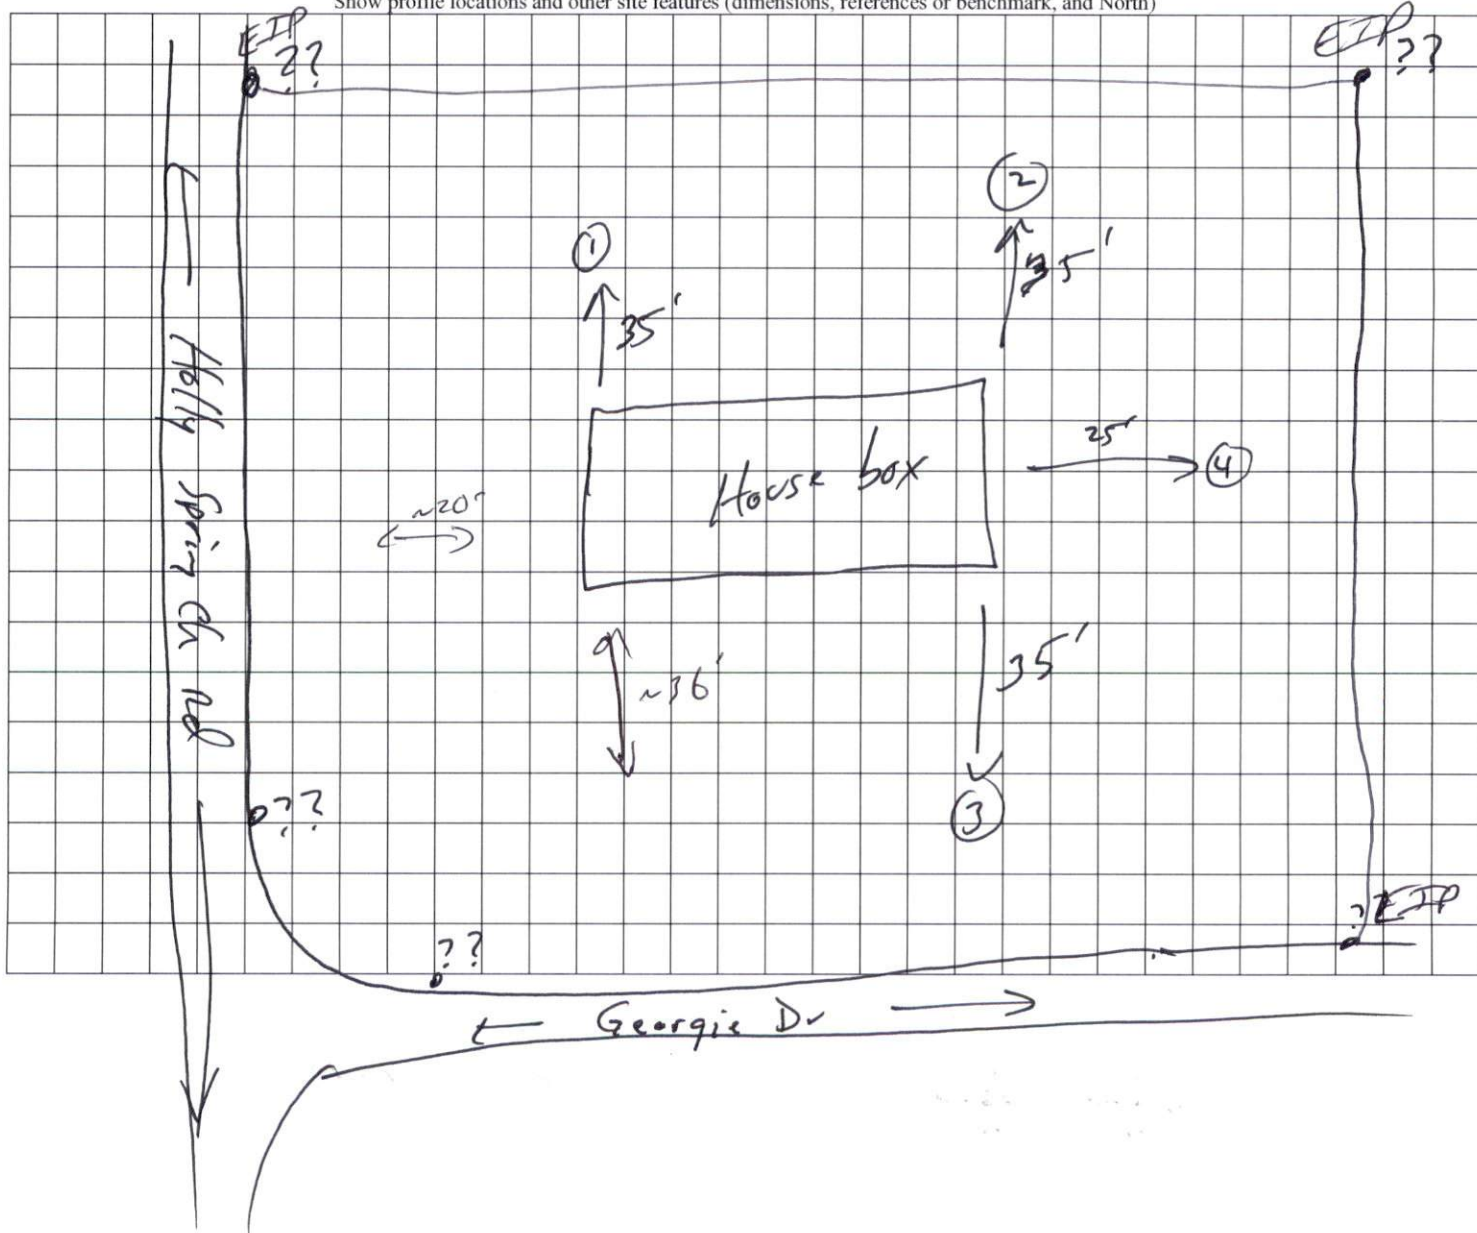 Show profile locations and other site features (dimensions, references or benchmark, and North)
EIP
??
EIP
??
②
①
35'
35'
25'
④
House box
~20'
Holly Spring Ch Rd
~36'
35'
③
??
??
?? EIP
← Georgie Dr →